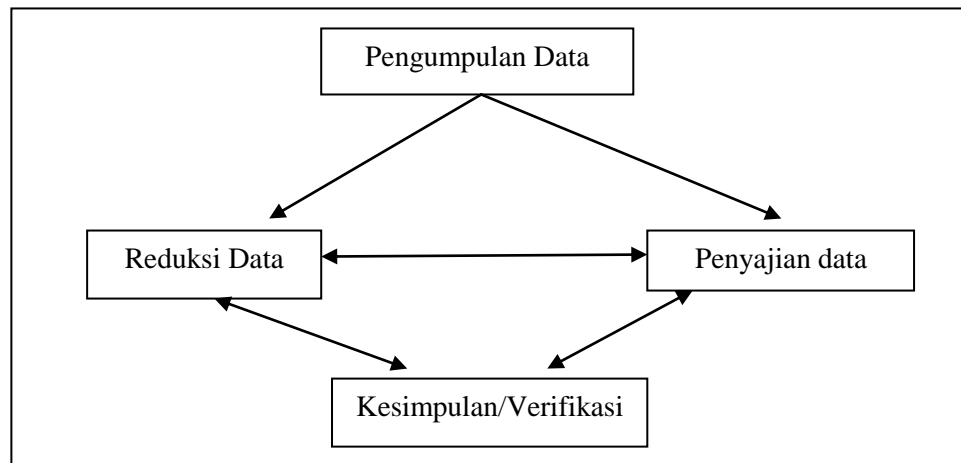 Pengumpulan Data
Reduksi Data
Penyajian data
Kesimpulan/Verifikasi